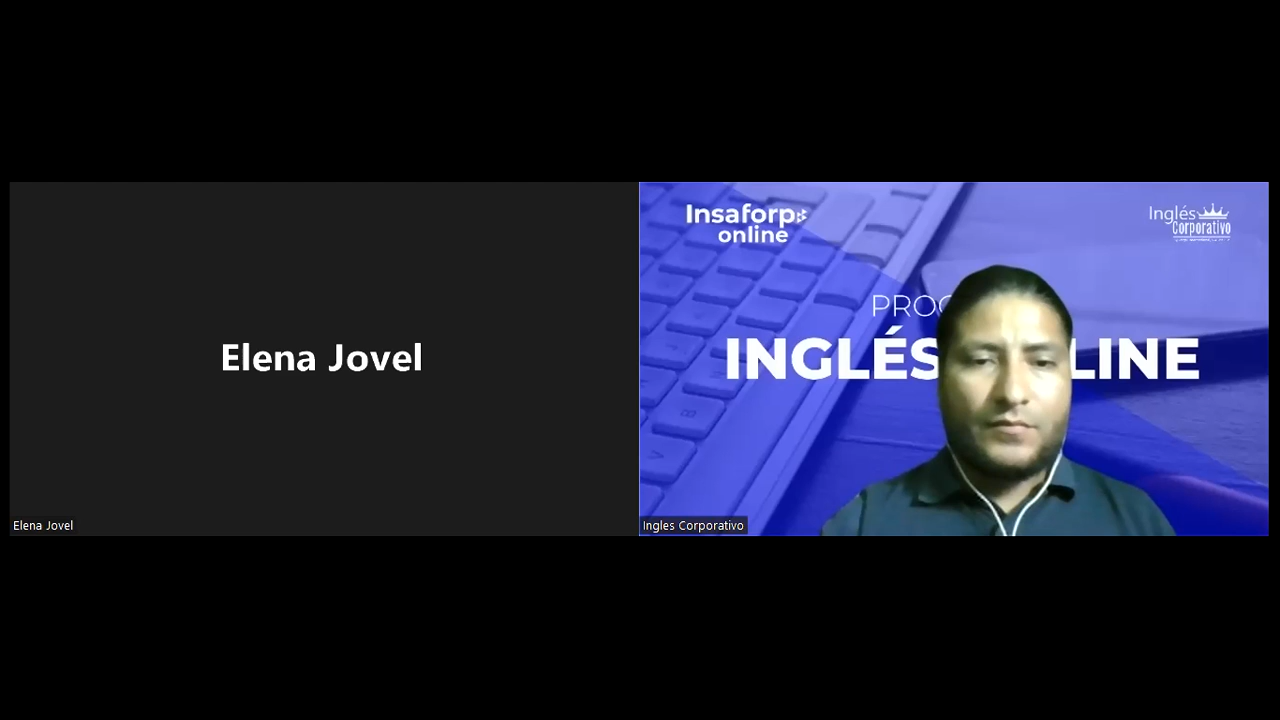 Elena Jovel
Elena Jovel
Insaforp
online
Inglés
Corporativo
PROG
INGLÉS LINE
Ingles Corporativo